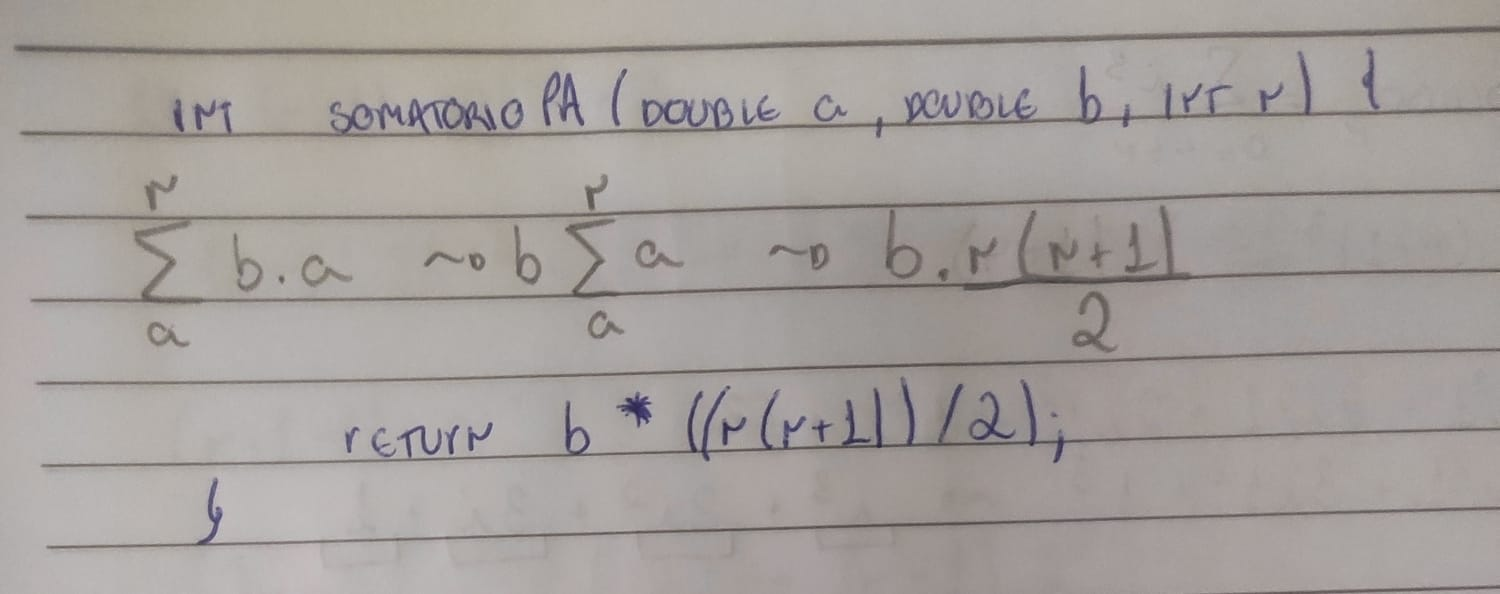 INT SOMATORIO PA (DOUBLE a, DOUBLE b, INT n) {
n ∑ a b.a ~> b n ∑ a a ~> b. n(n+1) / 2
return b * ((n(n+1))/2);
}